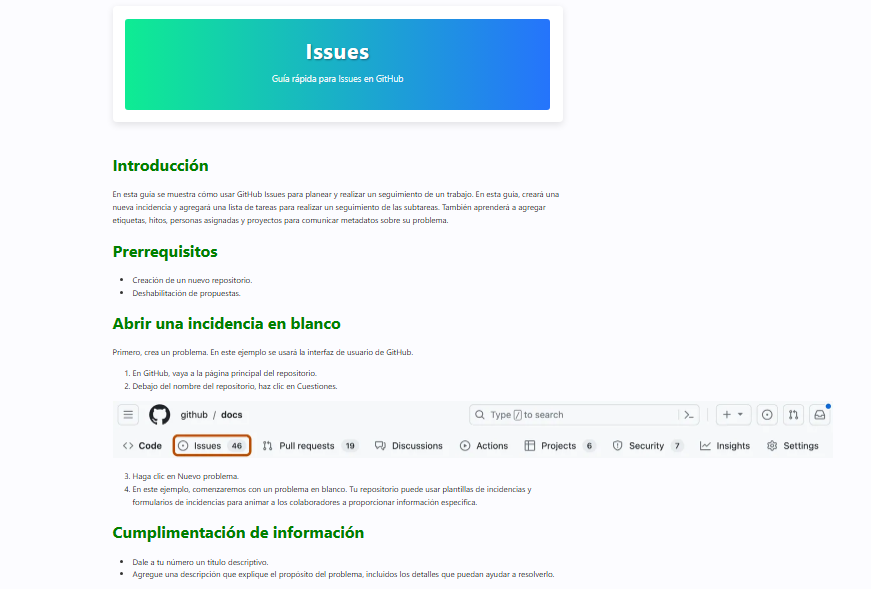 Issues
Guía rápida para Issues en GitHub
Introducción
En esta guía se muestra cómo usar GitHub Issues para planear y realizar un seguimiento de un trabajo. En esta guía, creará una
nueva incidencia y agregará una lista de tareas para realizar un seguimiento de las subtareas. También aprenderá a agregar
etiquetas, hitos, personas asignadas y proyectos para comunicar metadatos sobre su problema.
Prerrequisitos
• Creación de un nuevo repositorio.
• Deshabilitación de propuestas.
Abrir una incidencia en blanco
Primero, crea un problema. En este ejemplo se usará la interfaz de usuario de GitHub.
1. En GitHub, vaya a la página principal del repositorio.
2. Debajo del nombre del repositorio, haz clic en Cuestiones.
github / docs Type / to search
Code Issues 46 Pull requests 19 Discussions Actions Projects 6 Security 7 Insights Settings
3. Haga clic en Nuevo problema.
4. En este ejemplo, comenzaremos con un problema en blanco. Tu repositorio puede usar plantillas de incidencias y
formularios de incidencias para animar a los colaboradores a proporcionar información específica.
Cumplimentación de información
• Dale a tu número un título descriptivo.
• Agregue una descripción que explique el propósito del problema, incluidos los detalles que puedan ayudar a resolverlo.